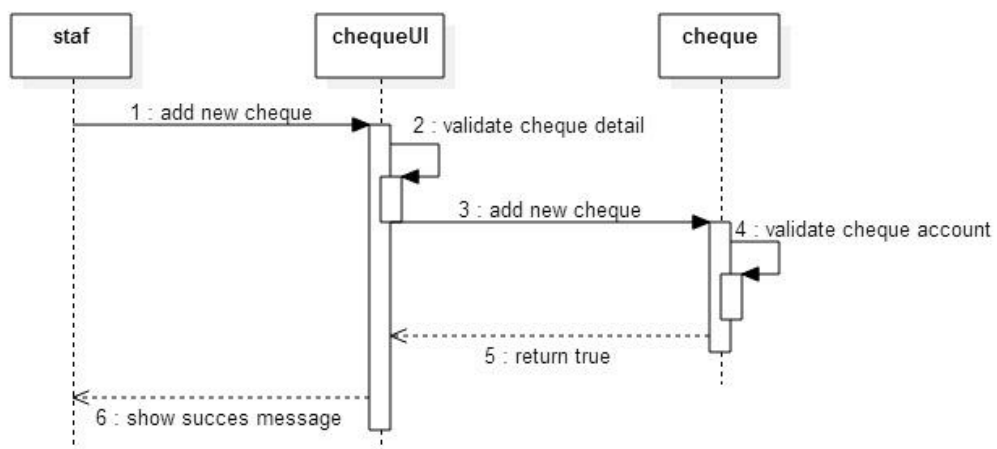 staf
chequeUI
cheque
1 : add new cheque
2 : validate cheque detail
3 : add new cheque
4 : validate cheque account
5 : return true
6 : show succes message